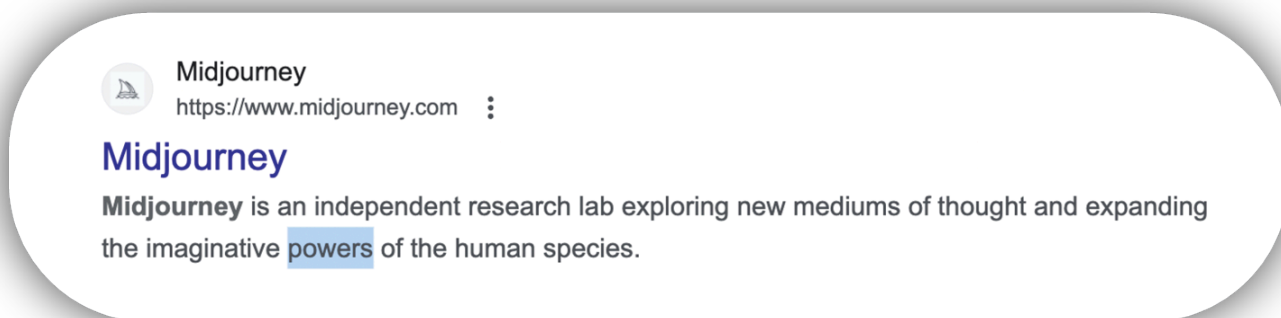 Midjourney
https://www.midjourney.com
Midjourney
Midjourney is an independent research lab exploring new mediums of thought and expanding
the imaginative powers of the human species.